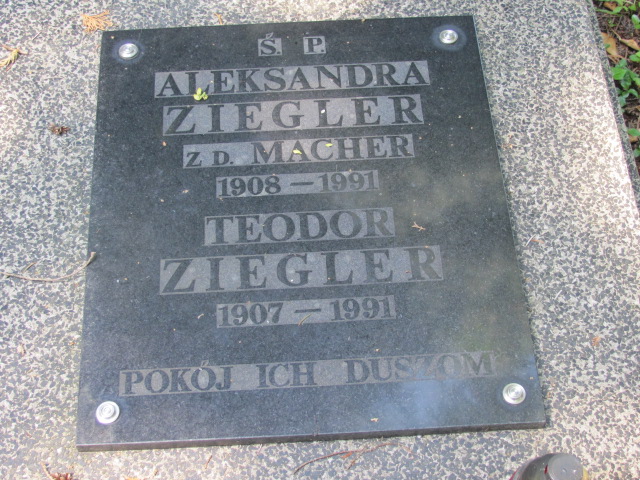 Ś. P.
ALEKSANDRA
ZIEGLER
Z D. MACHER
1908 — 1991
TEODOR
ZIEGLER
1907 — 1991
POKÓJ ICH DUSZOM